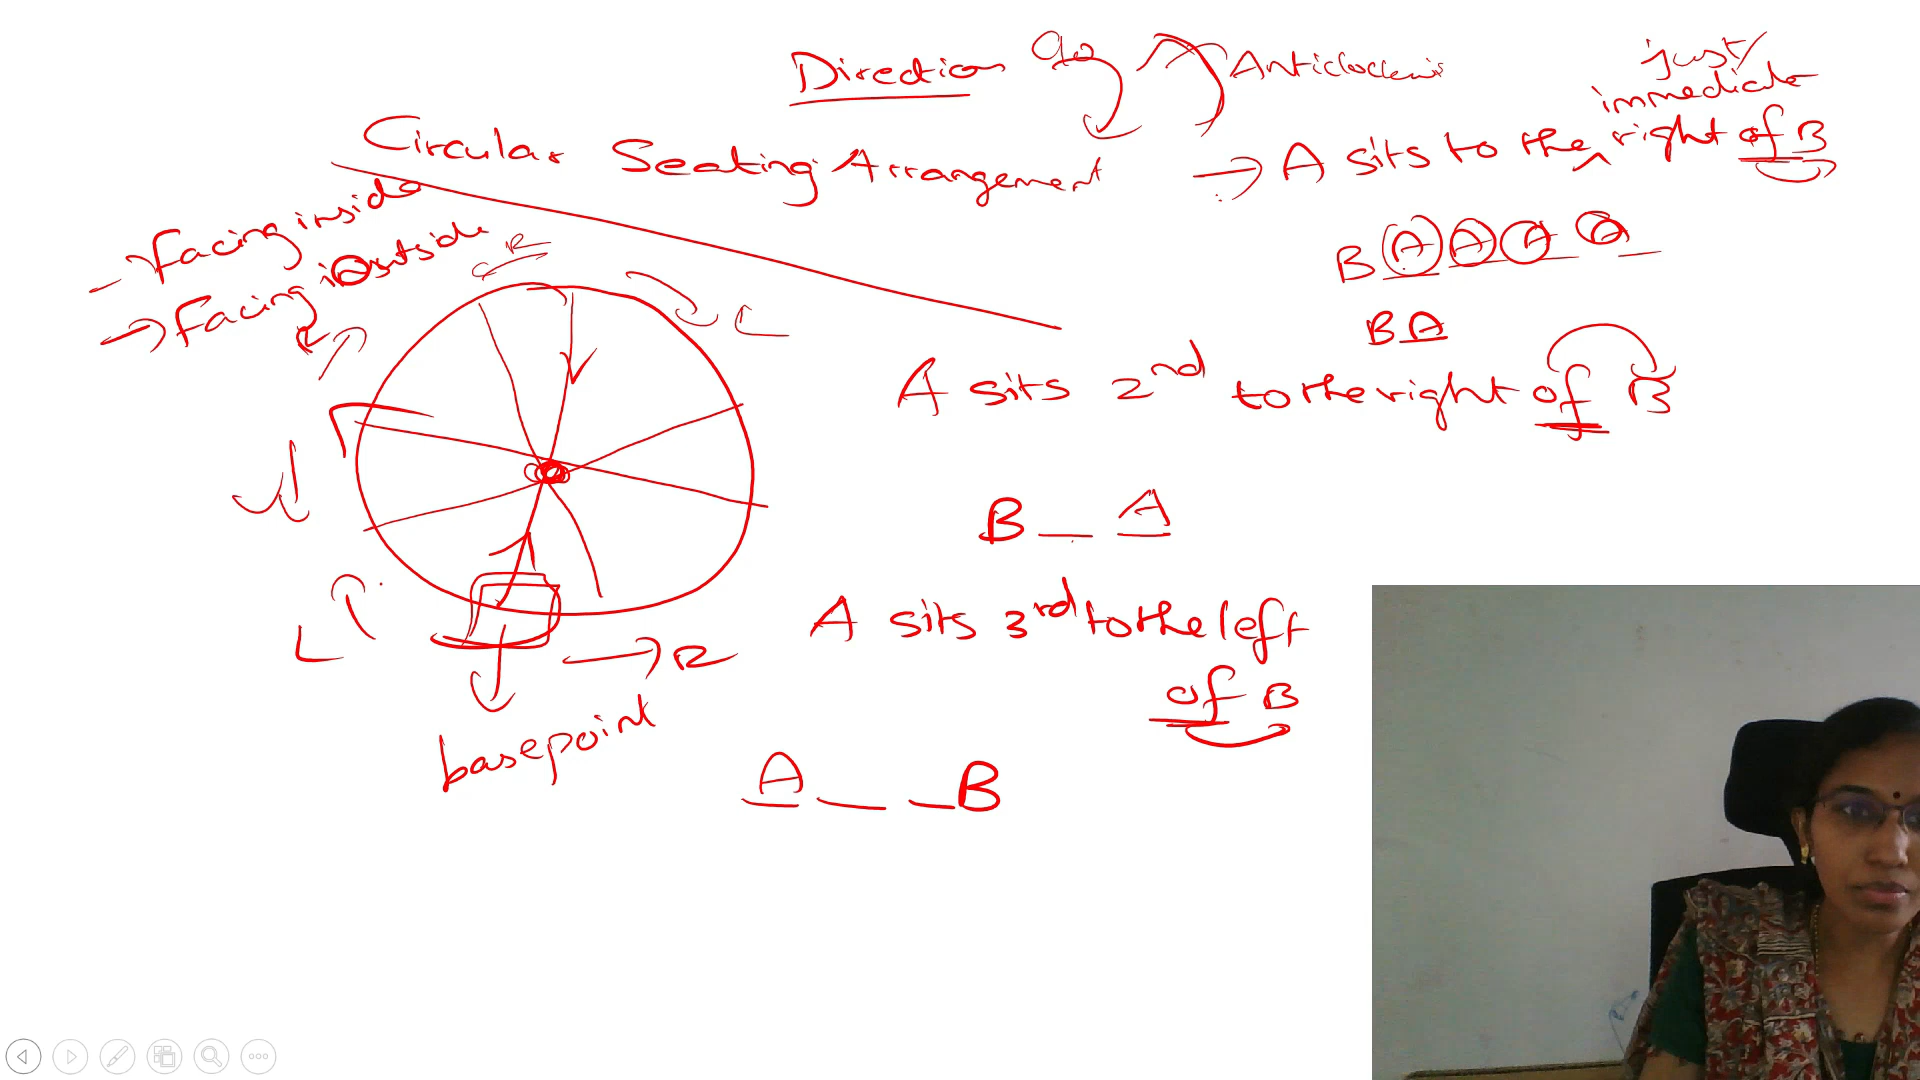 Direction Anticlockwis
just/
immediate
Circular Seating Arrangement
→ A sits to the right of B
- Facing inside
→ Facing outside
R
L
R
B A A A A
B A
A sits 2nd to the right of B
B _ A
A sits 3rd to the left
of B
L
→ R
basepoint
A _ _ B